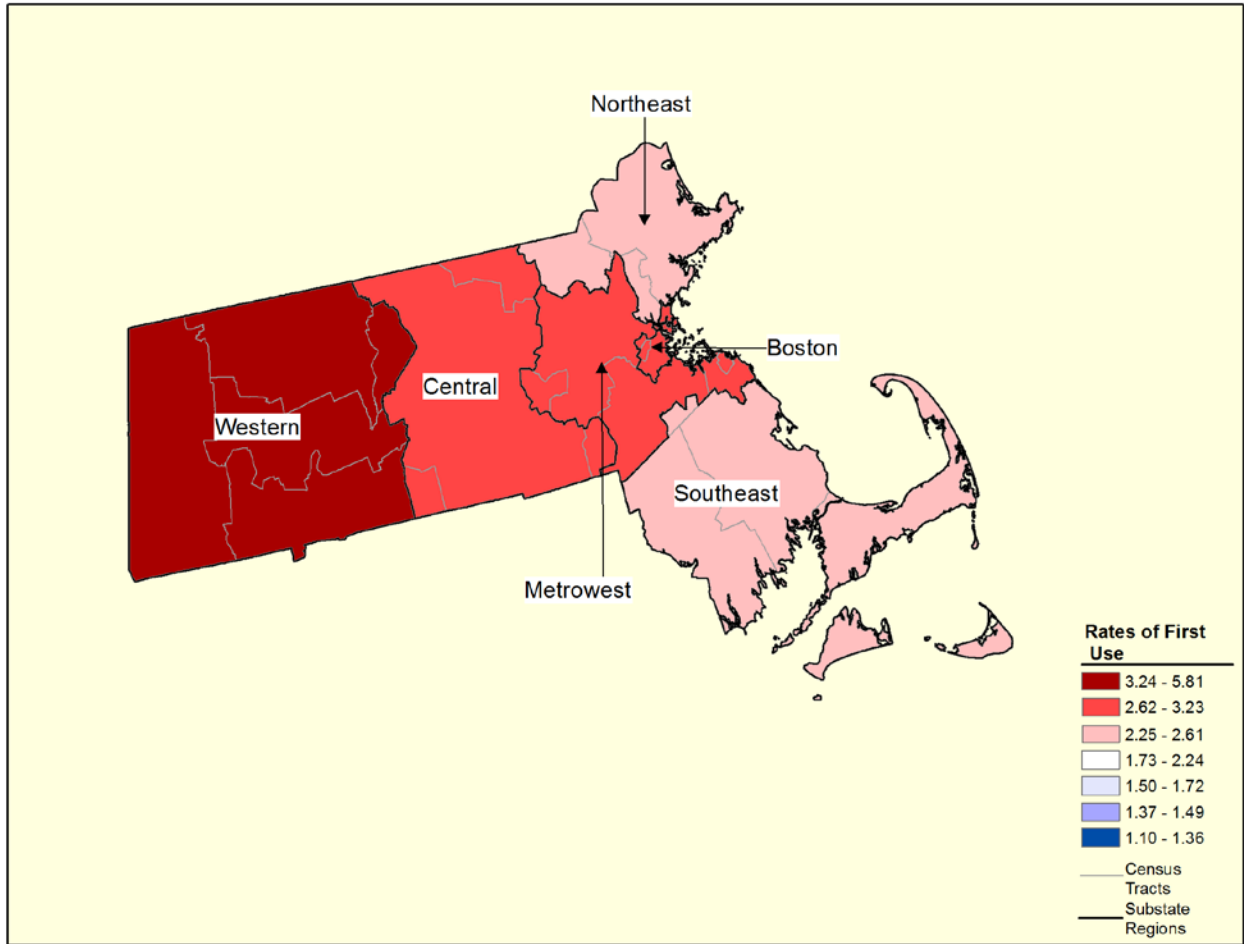 Northeast
Boston
Central
Western
Southeast
Metrowest
Rates of First
Use
3.24 - 5.81
2.62 - 3.23
2.25 - 2.61
1.73 - 2.24
1.50 - 1.72
1.37 - 1.49
1.10 - 1.36
Census
Tracts
Substate
Regions